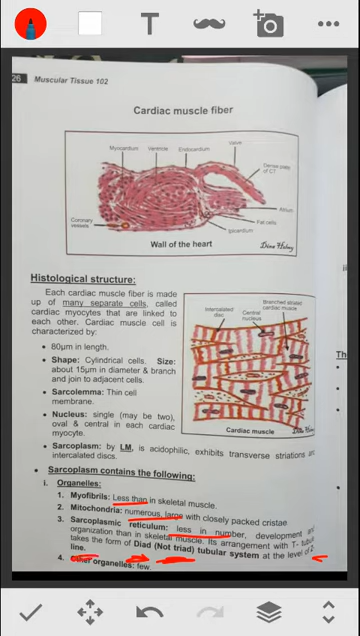 T
26
Muscular Tissue 102
Cardiac muscle fiber
Myocardium Ventricle Endocardium valve
Dense plate
of CT
Atrium
Fat cells
Epicardium
Coronary
vessels
Wall of the heart
Dina Helmy
Histological structure:
Each cardiac muscle fiber is made
up of many separate cells, called
cardiac myocytes that are linked to
each other. Cardiac muscle cell is
characterized by:
• 80µm in length.
• Shape: Cylindrical cells. Size:
about 15µm in diameter & branch
and join to adjacent cells.
• Sarcolemma: Thin cell
membrane.
• Nucleus: single (may be two),
oval & central in each cardiac
myocyte.
Intercalated
disc
Central
nucleus
Branched striated
cardiac muscle
Cardiac muscle
• Sarcoplasm: by LM, is acidophilic, exhibits transverse striations and
intercalated discs.
• Sarcoplasm contains the following:
i. Organelles:
1. Myofibrils: Less than in skeletal muscle.
2. Mitochondria: numerous, large with closely packed cristae
3. Sarcoplasmic reticulum: less in number, development and
organization than in skeletal muscle. Its arrangement with T- tubule
takes the form of Diad (Not triad) tubular system at the level of Z-
line.
4. Other organelles: few.
Th